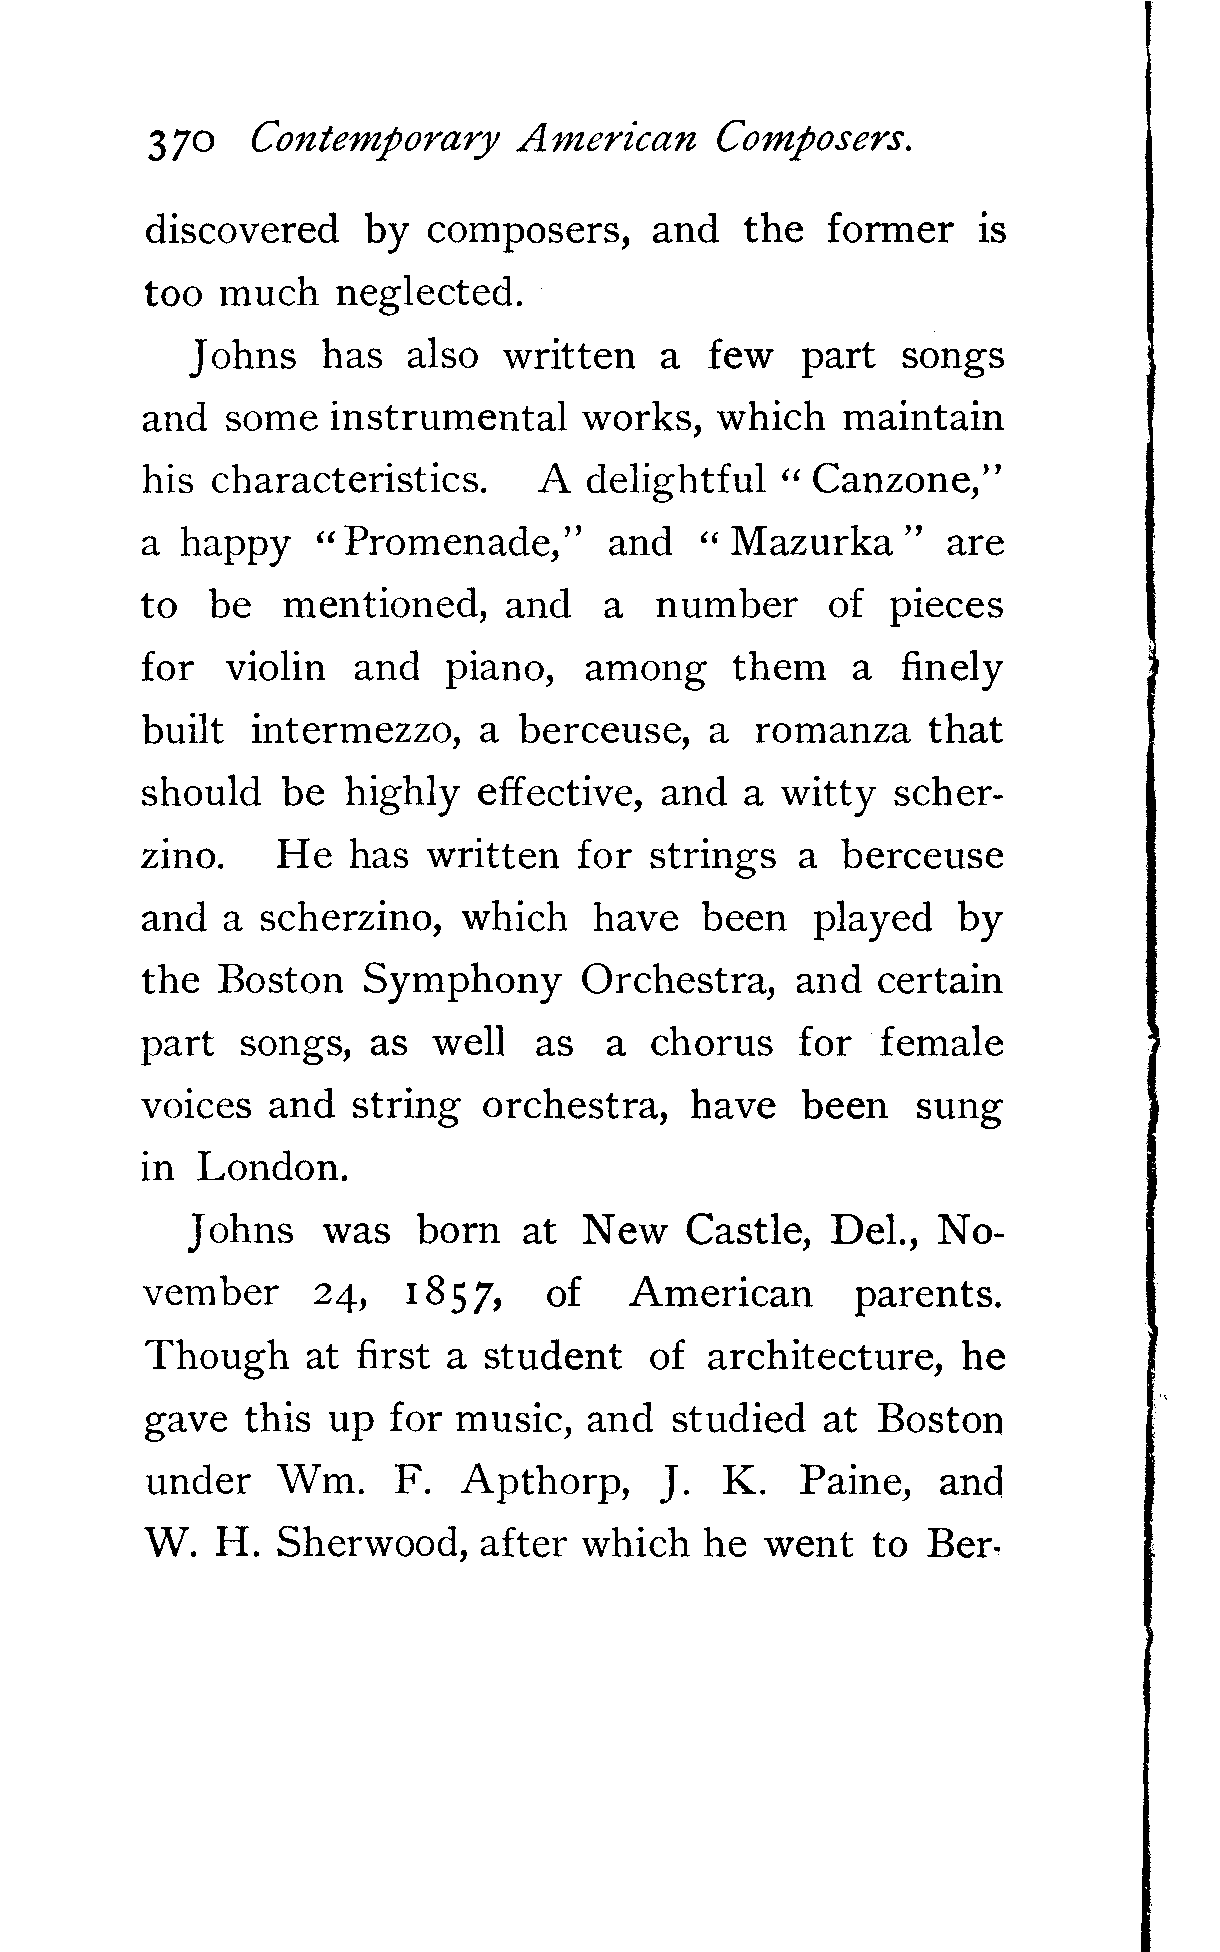 370 Contemporary American Composers.
discovered by composers, and the former is
too much neglected.
Johns has also written a few part songs
and some instrumental works, which maintain
his characteristics. A delightful “ Canzone,”
a happy “ Promenade,” and “ Mazurka ” are
to be mentioned, and a number of pieces
for violin and piano, among them a finely
built intermezzo, a berceuse, a romanza that
should be highly effective, and a witty scher-
zino. He has written for strings a berceuse
and a scherzino, which have been played by
the Boston Symphony Orchestra, and certain
part songs, as well as a chorus for female
voices and string orchestra, have been sung
in London.
Johns was born at New Castle, Del., No-
vember 24, 1857, of American parents.
Though at first a student of architecture, he
gave this up for music, and studied at Boston
under Wm. F. Apthorp, J. K. Paine, and
W. H. Sherwood, after which he went to Ber-